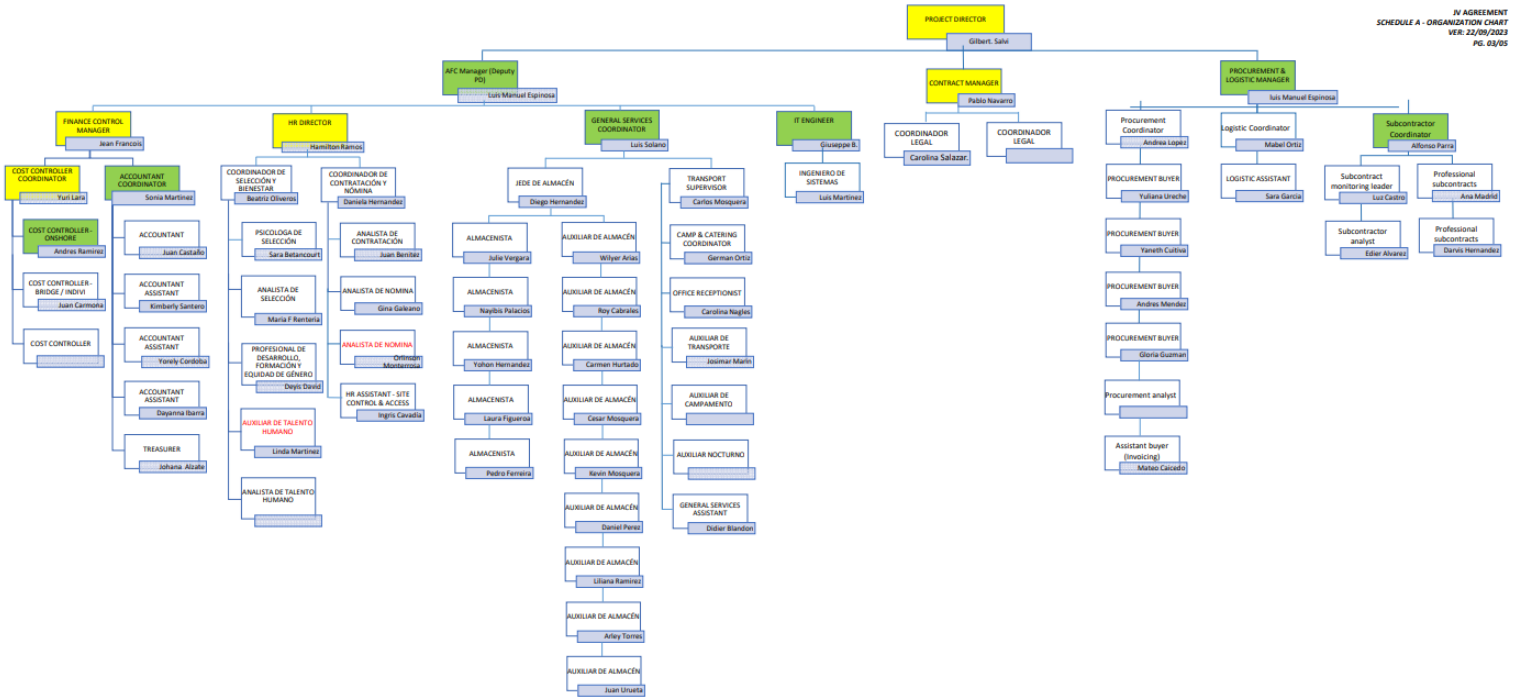 JV AGREEMENT
SCHEDULE A - ORGANIZATION CHART
VER: 22/09/2023
PG. 03/05
PROJECT DIRECTOR
Gilbert. Salvi
AFC Manager (Deputy
PD)
Luis Manuel Espinosa
CONTRACT MANAGER
Pablo Navarro
PROCUREMENT &
LOGISTIC MANAGER
luis Manuel Espinosa
FINANCE CONTROL
MANAGER
Jean Francois
HR DIRECTOR
Hamilton Ramos
GENERAL SERVICES
COORDINATOR
Luis Solano
IT ENGINEER
Giuseppe B.
COORDINADOR
LEGAL
Carolina Salazar.
COORDINADOR
LEGAL
Procurement
Coordinator
Andrea Lopez
Logistic Coordinator
Mabel Ortiz
Subcontractor
Coordinator
Alfonso Parra
COST CONTROLLER
COORDINATOR
Yuri Lara
ACCOUNTANT
COORDINATOR
Sonia Martinez
COORDINADOR DE
SELECCIÓN Y
BIENESTAR
Beatriz Oliveros
COORDINADOR DE
CONTRATACIÓN Y
NÓMINA
Daniela Hernandez
JEDE DE ALMACÉN
Diego Hernandez
TRANSPORT
SUPERVISOR
Carlos Mosquera
INGENIERO DE
SISTEMAS
Luis Martinez
PROCUREMENT BUYER
Yuliana Ureche
LOGISTIC ASSISTANT
Sara Garcia
Subcontract
monitoring leader
Luz Castro
Professional
subcontracts
Ana Madrid
COST CONTROLLER -
ONSHORE
Andres Ramirez
ACCOUNTANT
Juan Castaño
PSICOLOGA DE
SELECCIÓN
Sara Betancourt
ANALISTA DE
CONTRATACIÓN
Juan Benitez
ALMACENISTA
Julie Vergara
AUXILIAR DE ALMACÉN
Wilyer Arias
CAMP & CATERING
COORDINATOR
German Ortiz
PROCUREMENT BUYER
Yaneth Cuitiva
Subcontractor
analyst
Edier Alvarez
Professional
subcontracts
Darvis Hernandez
COST CONTROLLER -
BRIDGE / INDIVI
Juan Carmona
ACCOUNTANT
ASSISTANT
Kimberly Santero
ANALISTA DE
SELECCIÓN
Maria F Renteria
ANALISTA DE NOMINA
Gina Galeano
ALMACENISTA
Nayibis Palacios
AUXILIAR DE ALMACÉN
Roy Cabrales
OFFICE RECEPTIONIST
Carolina Nagles
PROCUREMENT BUYER
Andres Mendez
COST CONTROLLER
ACCOUNTANT
ASSISTANT
Yorely Cordoba
PROFESIONAL DE
DESARROLLO,
FORMACIÓN Y
EQUIDAD DE GÉNERO
Deyis David
ANALISTA DE NOMINA
Orlinson
Monterrosa
ALMACENISTA
Yohon Hernandez
AUXILIAR DE ALMACÉN
Carmen Hurtado
AUXILIAR DE
TRANSPORTE
Josimar Marin
PROCUREMENT BUYER
Gloria Guzman
ACCOUNTANT
ASSISTANT
Dayanna Ibarra
AUXILIAR DE TALENTO
HUMANO
Linda Martinez
HR ASSISTANT - SITE
CONTROL & ACCESS
Ingris Cavadía
ALMACENISTA
Laura Figueroa
AUXILIAR DE ALMACÉN
Cesar Mosquera
AUXILIAR DE
CAMPAMENTO
Procurement analyst
TREASURER
Johana Alzate
ANALISTA DE TALENTO
HUMANO
ALMACENISTA
Pedro Ferreira
AUXILIAR DE ALMACÉN
Kevin Mosquera
AUXILIAR NOCTURNO
Assistant buyer
(Invoicing)
Mateo Caicedo
AUXILIAR DE ALMACÉN
Daniel Perez
GENERAL SERVICES
ASSISTANT
Didier Blandon
AUXILIAR DE ALMACÉN
Liliana Ramirez
AUXILIAR DE ALMACÉN
Arley Torres
AUXILIAR DE ALMACÉN
Juan Urueta